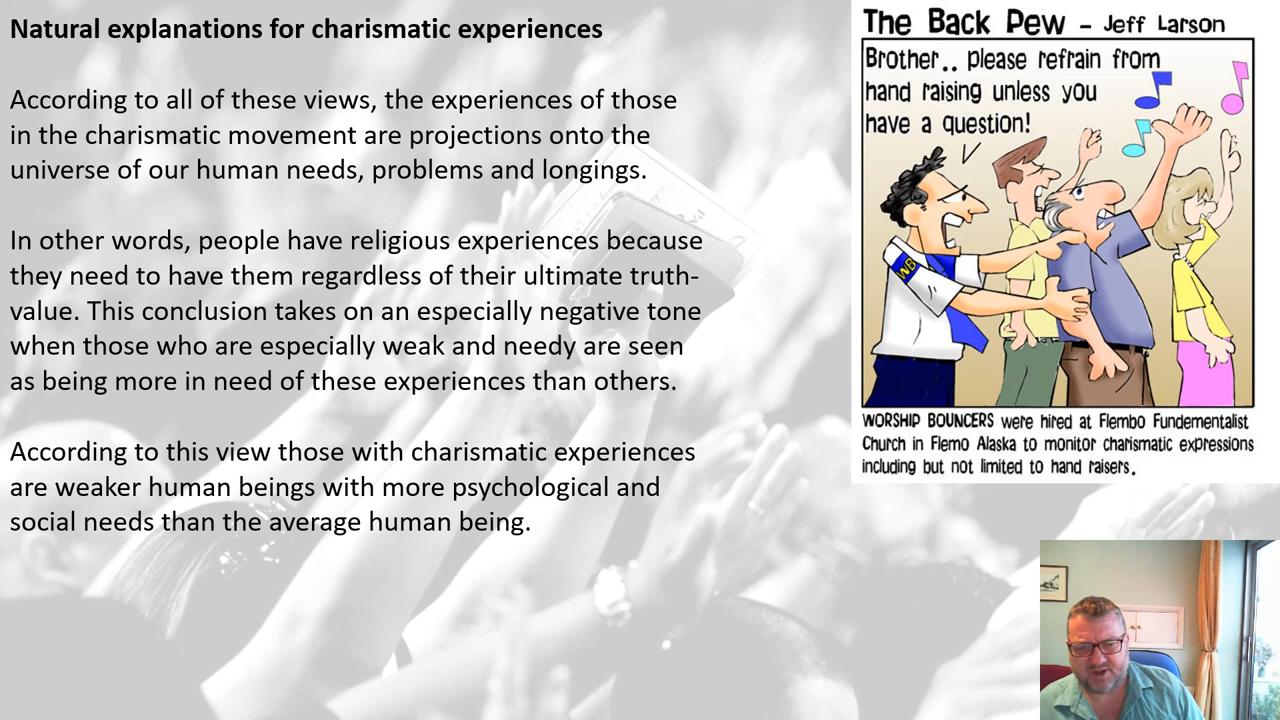 Natural explanations for charismatic experiences
According to all of these views, the experiences of those
in the charismatic movement are projections onto the
universe of our human needs, problems and longings.
In other words, people have religious experiences because
they need to have them regardless of their ultimate truth-
value. This conclusion takes on an especially negative tone
when those who are especially weak and needy are seen
as being more in need of these experiences than others.
According to this view those with charismatic experiences
are weaker human beings with more psychological and
social needs than the average human being.
The Back Pew – Jeff Larson
Brother.. please refrain from
hand raising unless you
have a question!
WB
WORSHIP BOUNCERS were hired at Flembo Fundementalist
Church in Flemo Alaska to monitor charismatic expressions
including but not limited to hand raisers.